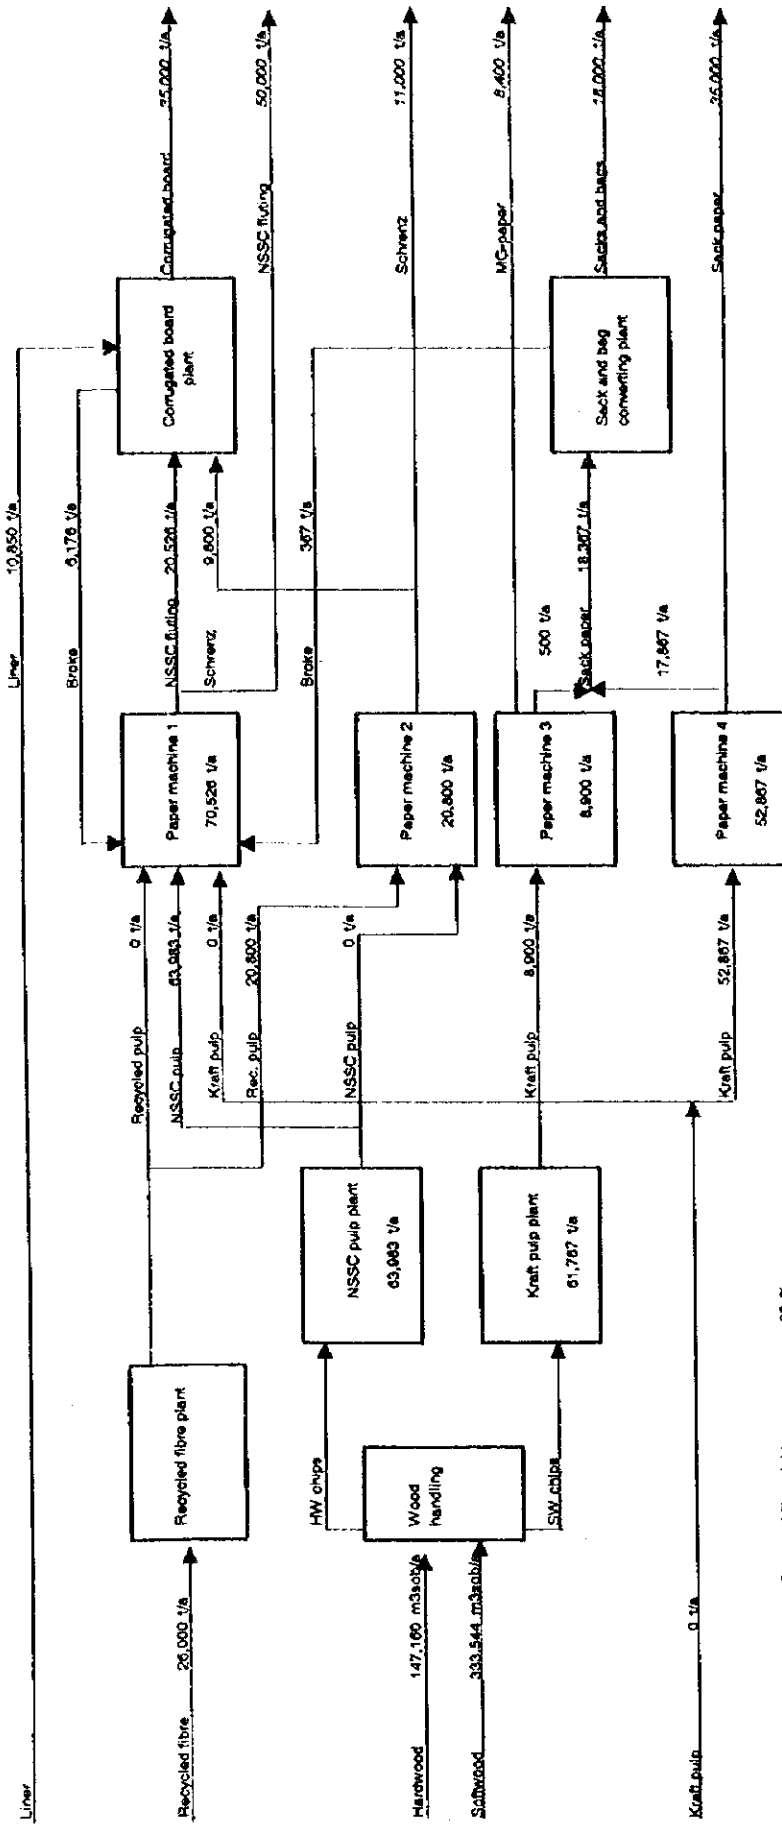 Liner 10,850 t/a
Broke 6,176 t/a
Corrugated board plant
Corrugated board 75,000 t/a
Recycled fibre 26,000 t/a
Recycled fibre plant
Recycled pulp 0 t/a
NSSC pulp 63,983 t/a
Kraft pulp 0 t/a
Rec. pulp 20,800 t/a
Paper machine 1
70,526 t/a
NSSC fluting 20,526 t/a
Schrenz 9,800 t/a
NSSC fluting 50,000 t/a
Broke 367 t/a
HW chips
NSSC pulp plant
63,983 t/a
NSSC pulp 0 t/a
Paper machine 2
20,800 t/a
Schrenz 11,000 t/a
Hardwood 147,160 m3sob/a
Softwood 333,544 m3sob/a
Wood handling
SW chips
Kraft pulp plant
61,767 t/a
Kraft pulp 8,900 t/a
Paper machine 3
8,900 t/a
MG-paper 8,400 t/a
500 t/a
Sack paper 18,367 t/a
17,867 t/a
Sack and bag converting plant
Sacks and bags 18,000 t/a
Kraft pulp 0 t/a
Kraft pulp 52,867 t/a
Paper machine 4
52,867 t/a
Sack paper 35,000 t/a